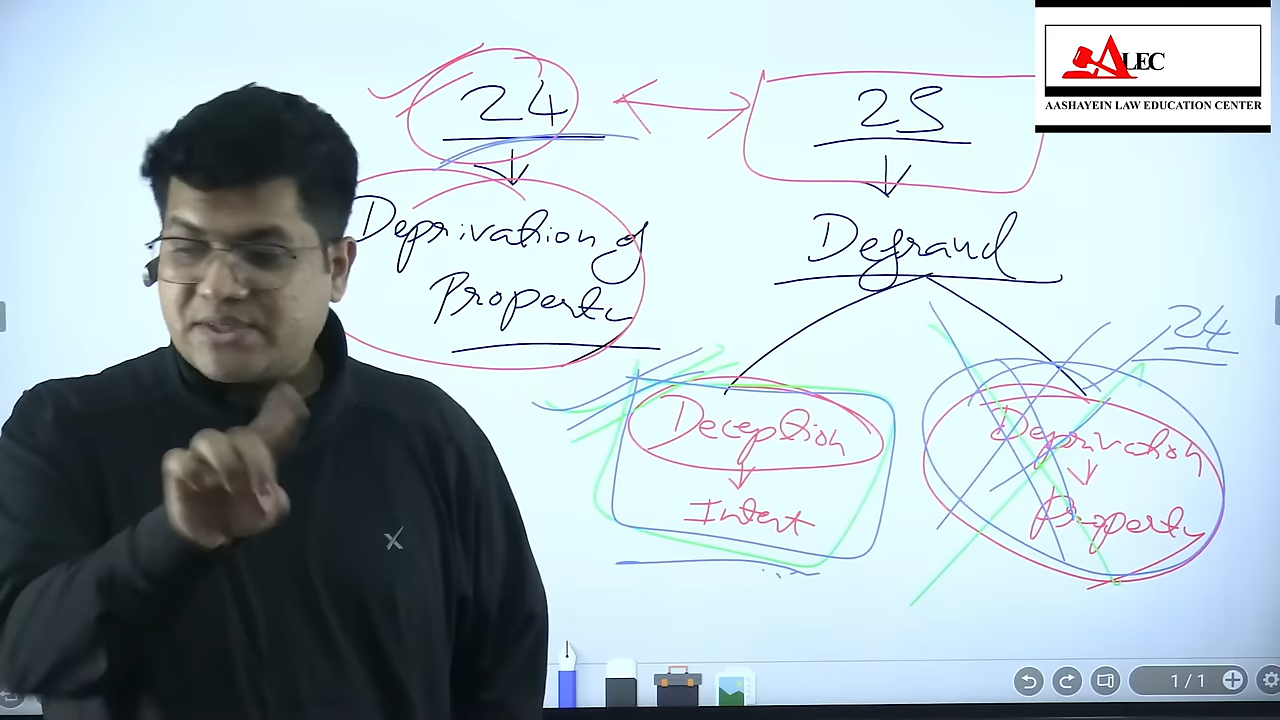 24
25
Deprivation of
Property
Defraud
24
Deception
Intent
Deprivation
Property
ALEC
AASHAYEIN LAW EDUCATION CENTER
1/1